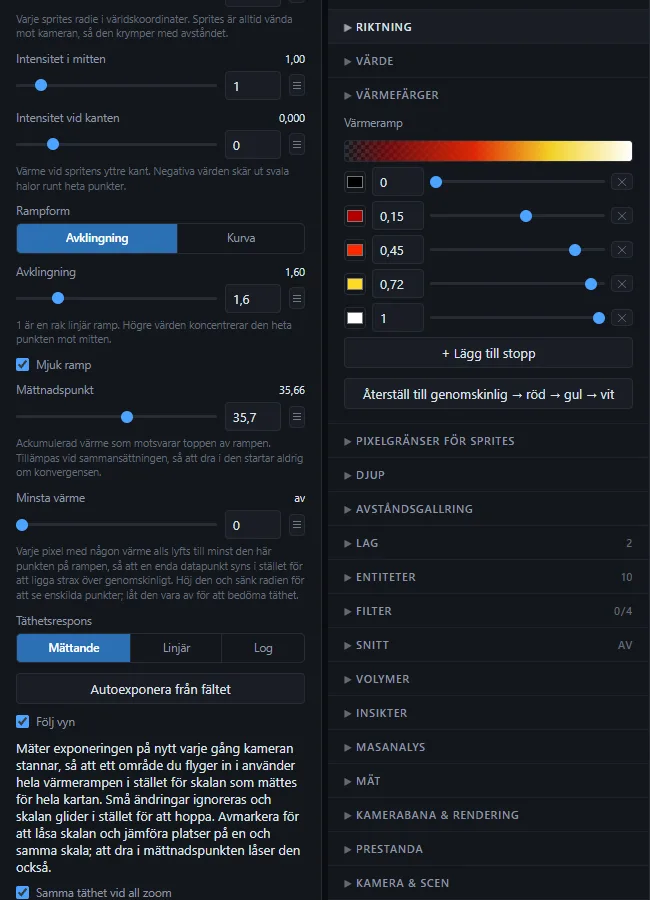 Varje sprites radie i världskoordinater. Sprites är alltid vända
mot kameran, så den krymper med avståndet.
Intensitet i mitten 1,00
1
Intensitet vid kanten 0,000
0
Värme vid spritens yttre kant. Negativa värden skär ut svala
halor runt heta punkter.
Rampform
Avklingning Kurva
Avklingning 1,60
1,6
1 är en rak linjär ramp. Högre värden koncentrerar den heta
punkten mot mitten.
Mjuk ramp
Mättnadspunkt 35,66
35,7
Ackumulerad värme som motsvarar toppen av rampen.
Tillämpas vid sammansättningen, så att dra i den startar aldrig
om konvergensen.
Minsta värme av
0
Varje pixel med någon värme alls lyfts till minst den här
punkten på rampen, så att en enda datapunkt syns i stället för
att ligga strax över genomskinligt. Höj den och sänk radien för
att se enskilda punkter; låt den vara av för att bedöma täthet.
Täthetsrespons
Mättande Linjär Log
Autoexponera från fältet
Följ vyn
Mäter exponeringen på nytt varje gång kameran
stannar, så att ett område du flyger in i använder
hela värmerampen i stället för skalan som mättes
för hela kartan. Små ändringar ignoreras och
skalan glider i stället för att hoppa. Avmarkera för
att låsa skalan och jämföra platser på en och
samma skala; att dra i mättnadspunkten låser den
också.
Samma täthet vid all zoom
RIKTNING
VÄRDE
VÄRMEFÄRGER
Värmeramp
0
0,15
0,45
0,72
1
+ Lägg till stopp
Återställ till genomskinlig → röd → gul → vit
PIXELGRÄNSER FÖR SPRITES
DJUP
AVSTÅNDSGALLRING
LAG 2
ENTITETER 10
FILTER 0/4
SNITT AV
VOLYMER
INSIKTER
MASANALYS
MÄT
KAMERABANA & RENDERING
PRESTANDA
KAMERA & SCEN